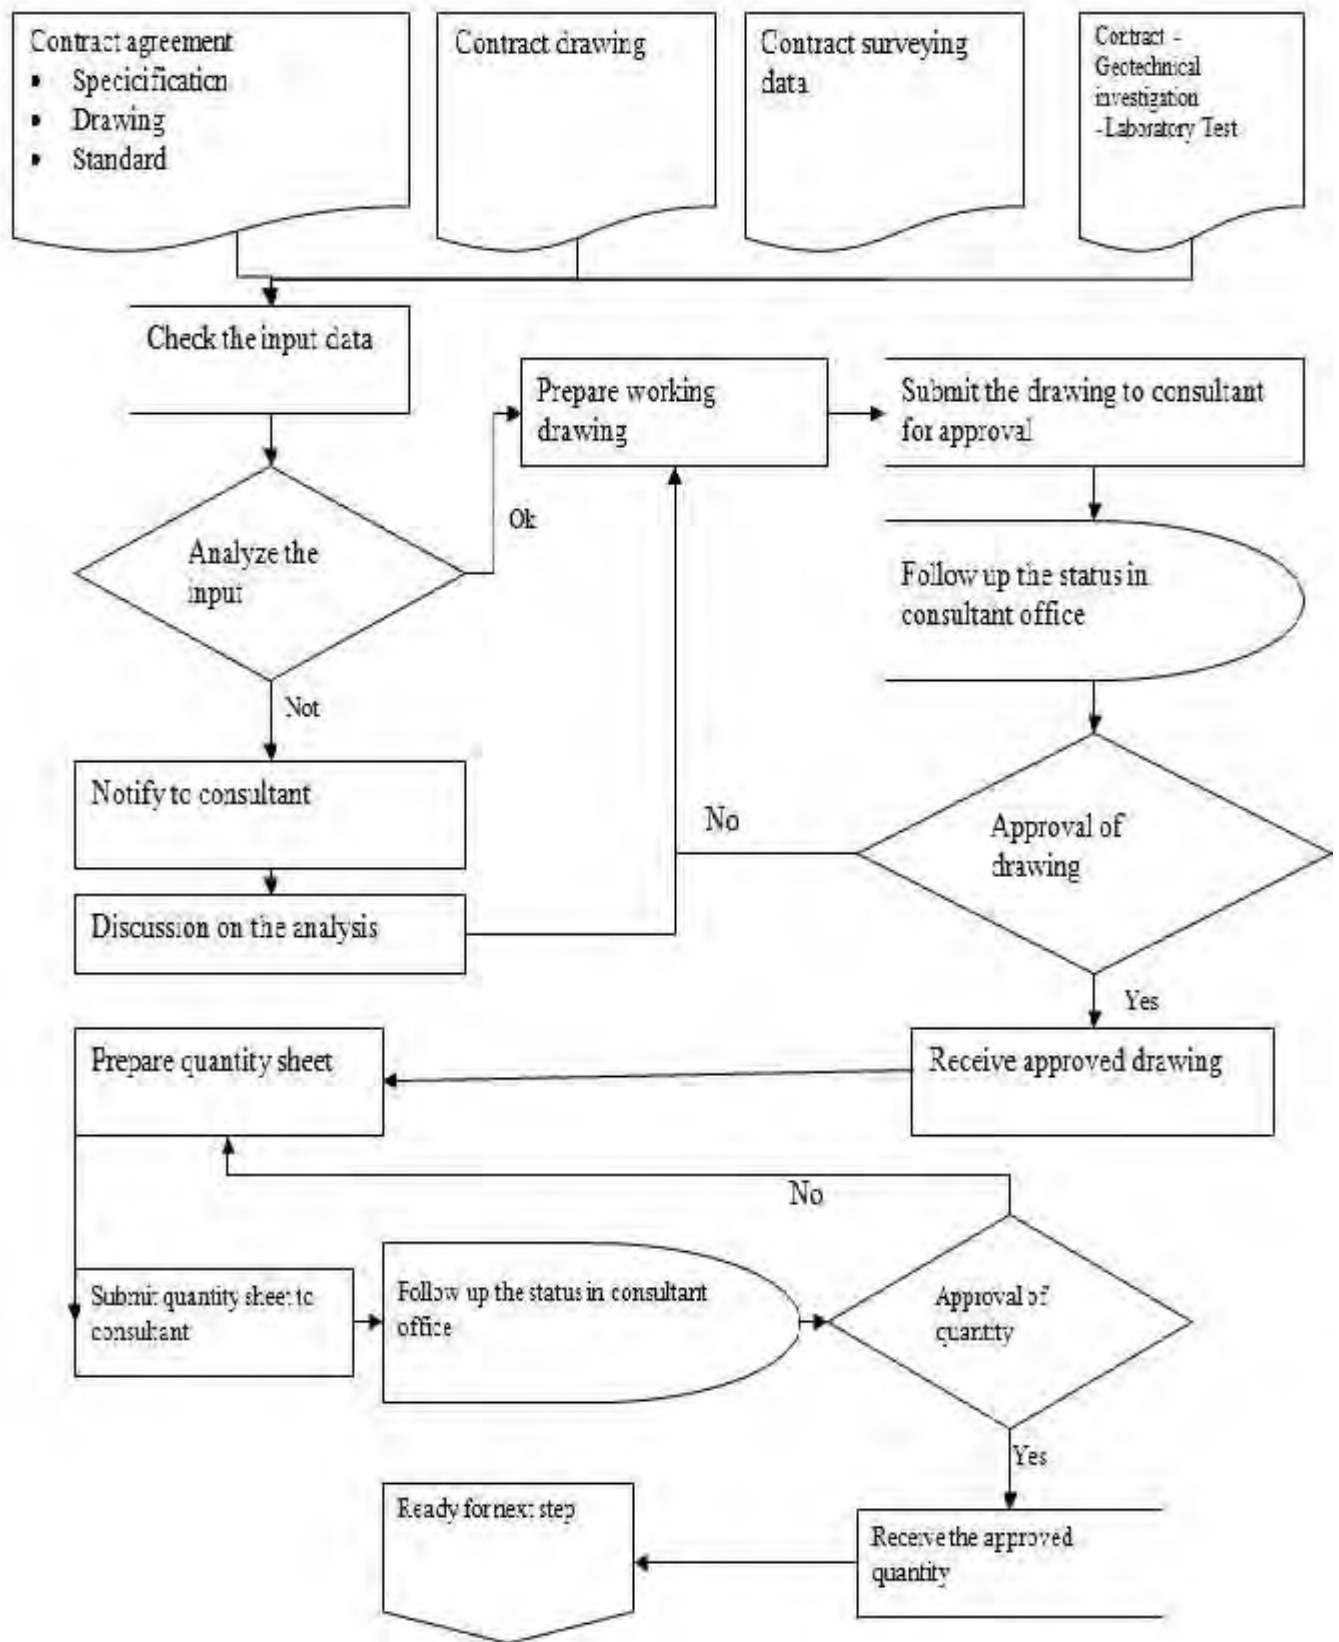 Contract agreement
• Specicification
• Drawing
• Standard
Contract drawing
Contract surveying
data
Contract -
Geotechnical
investigation
-Laboratory Test
Check the input data
Prepare working
drawing
Submit the drawing to consultant
for approval
Ok
Analyze the
input
Follow up the status in
consultant office
Not
Notify to consultant
No
Approval of
drawing
Discussion on the analysis
Yes
Prepare quantity sheet
Receive approved drawing
No
Submit quantity sheet to
consultant
Follow up the status in consultant
office
Approval of
quantity
Yes
Ready for next step
Receive the approved
quantity